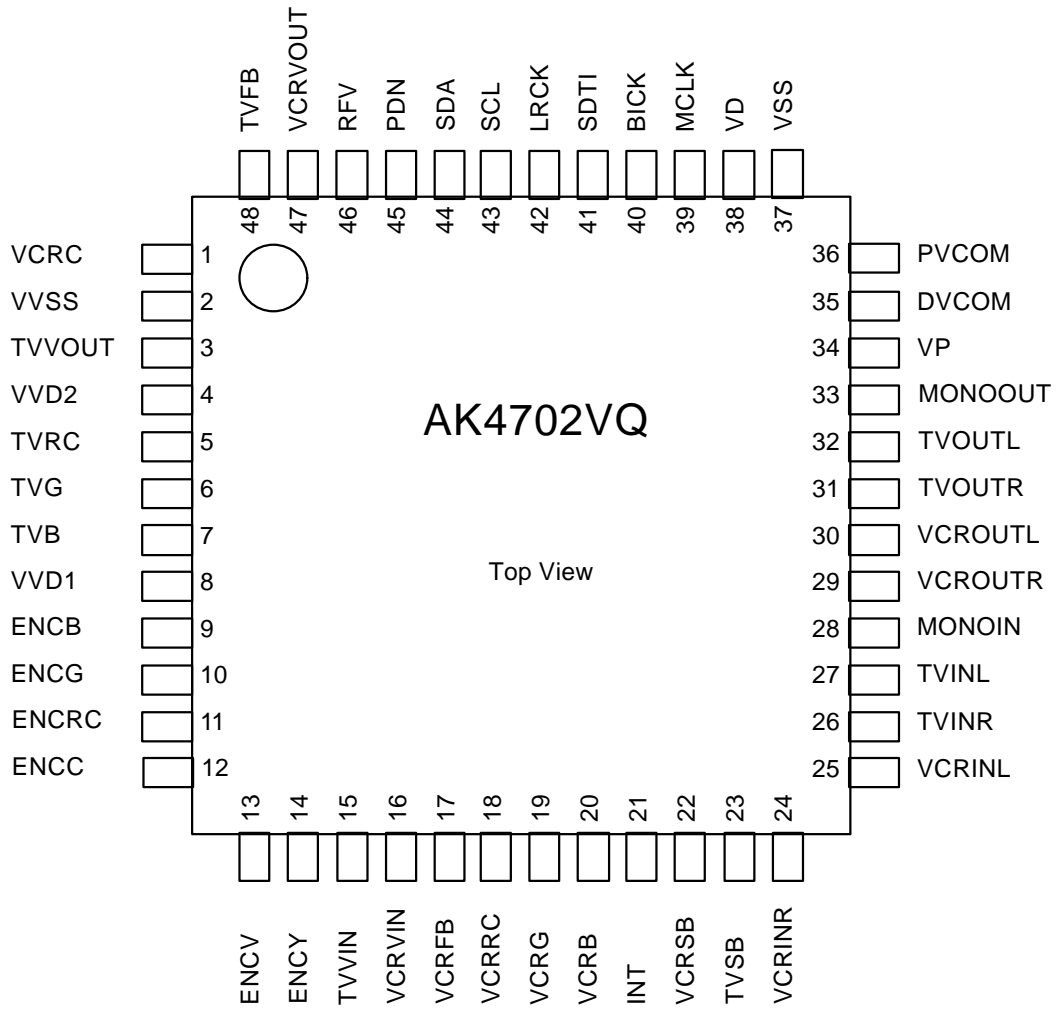 TVFB
VCRVOUT
RFV
PDN
SDA
SCL
LRCK
SDTI
BICK
MCLK
VD
VSS
48
47
46
45
44
43
42
41
40
39
38
37
VCRC 1
VVSS 2
TVVOUT 3
VVD2 4
TVRC 5
TVG 6
TVB 7
VVD1 8
ENCB 9
ENCG 10
ENCRC 11
ENCC 12
AK4702VQ
Top View
36 PVCOM
35 DVCOM
34 VP
33 MONOOUT
32 TVOUTL
31 TVOUTR
30 VCROUTL
29 VCROUTR
28 MONOIN
27 TVINL
26 TVINR
25 VCRINL
13
14
15
16
17
18
19
20
21
22
23
24
ENCV
ENCY
TVVIN
VCRVIN
VCRFB
VCRRC
VCRG
VCRB
INT
VCRSB
TVSB
VCRINR